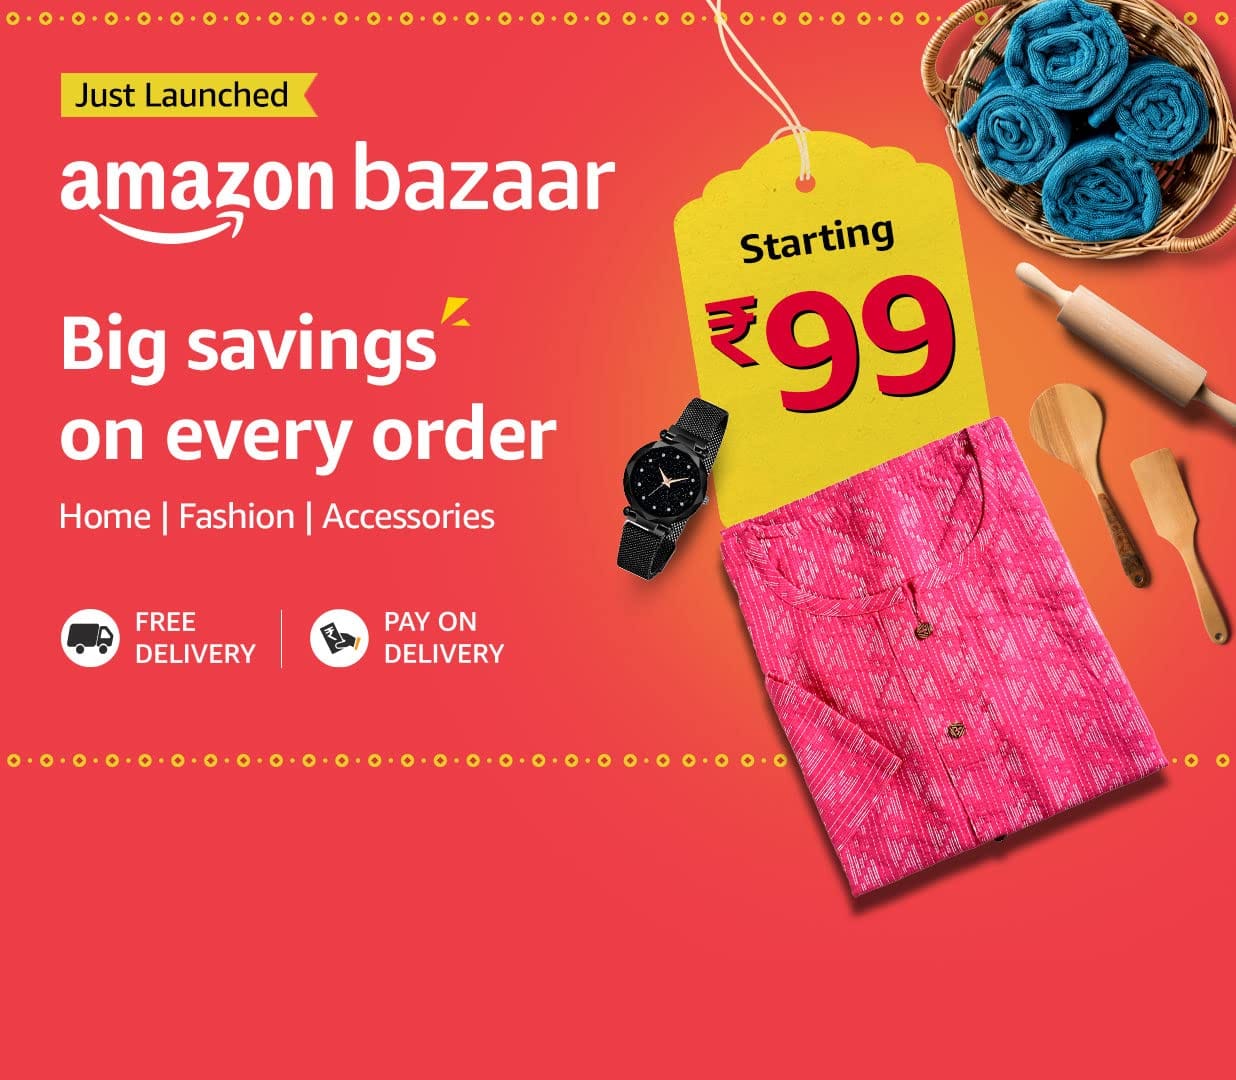 Just Launched
amazon bazaar
Big savings
on every order
Home | Fashion | Accessories
FREE
DELIVERY
PAY ON
DELIVERY
Starting
₹99